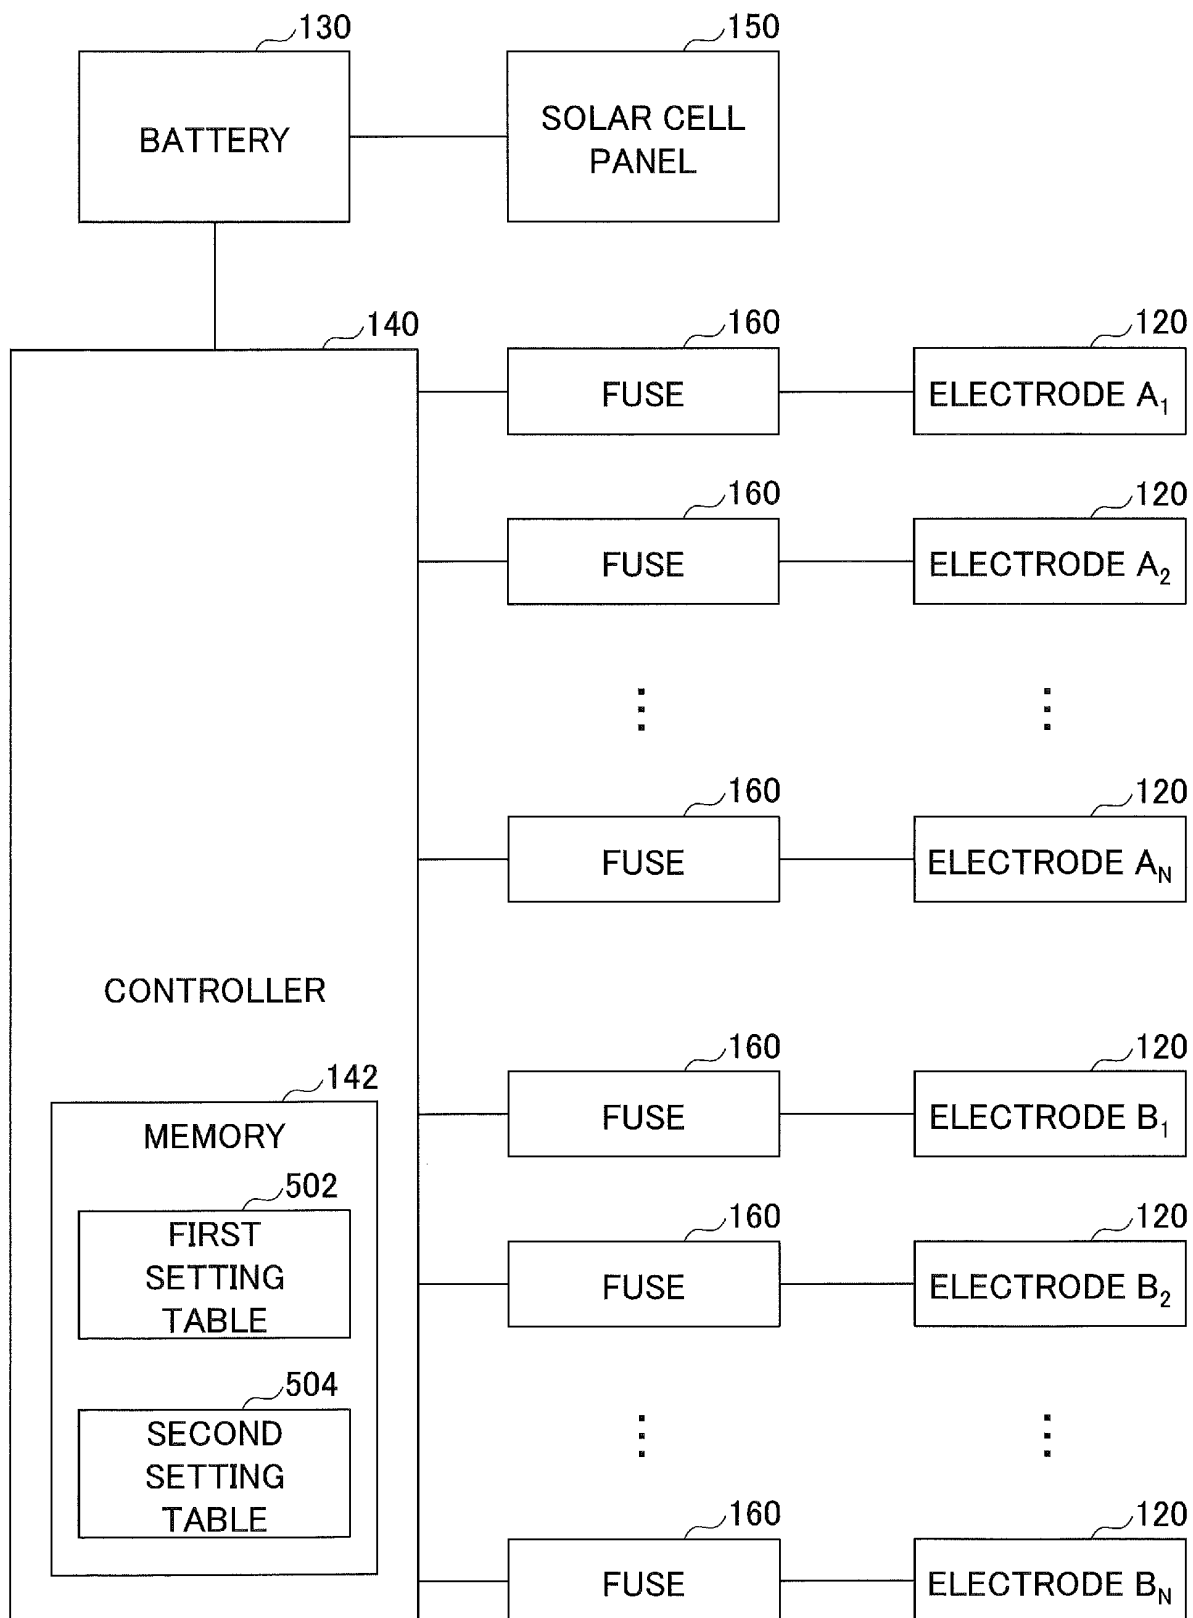 130
150
BATTERY
SOLAR CELL
PANEL
140
160
120
FUSE
ELECTRODE A₁
160
120
FUSE
ELECTRODE A₂
⋮
⋮
160
120
FUSE
ELECTRODE A_N
CONTROLLER
160
120
FUSE
ELECTRODE B₁
142
MEMORY
502
FIRST
SETTING
TABLE
160
120
FUSE
ELECTRODE B₂
504
SECOND
SETTING
TABLE
⋮
⋮
160
120
FUSE
ELECTRODE B_N